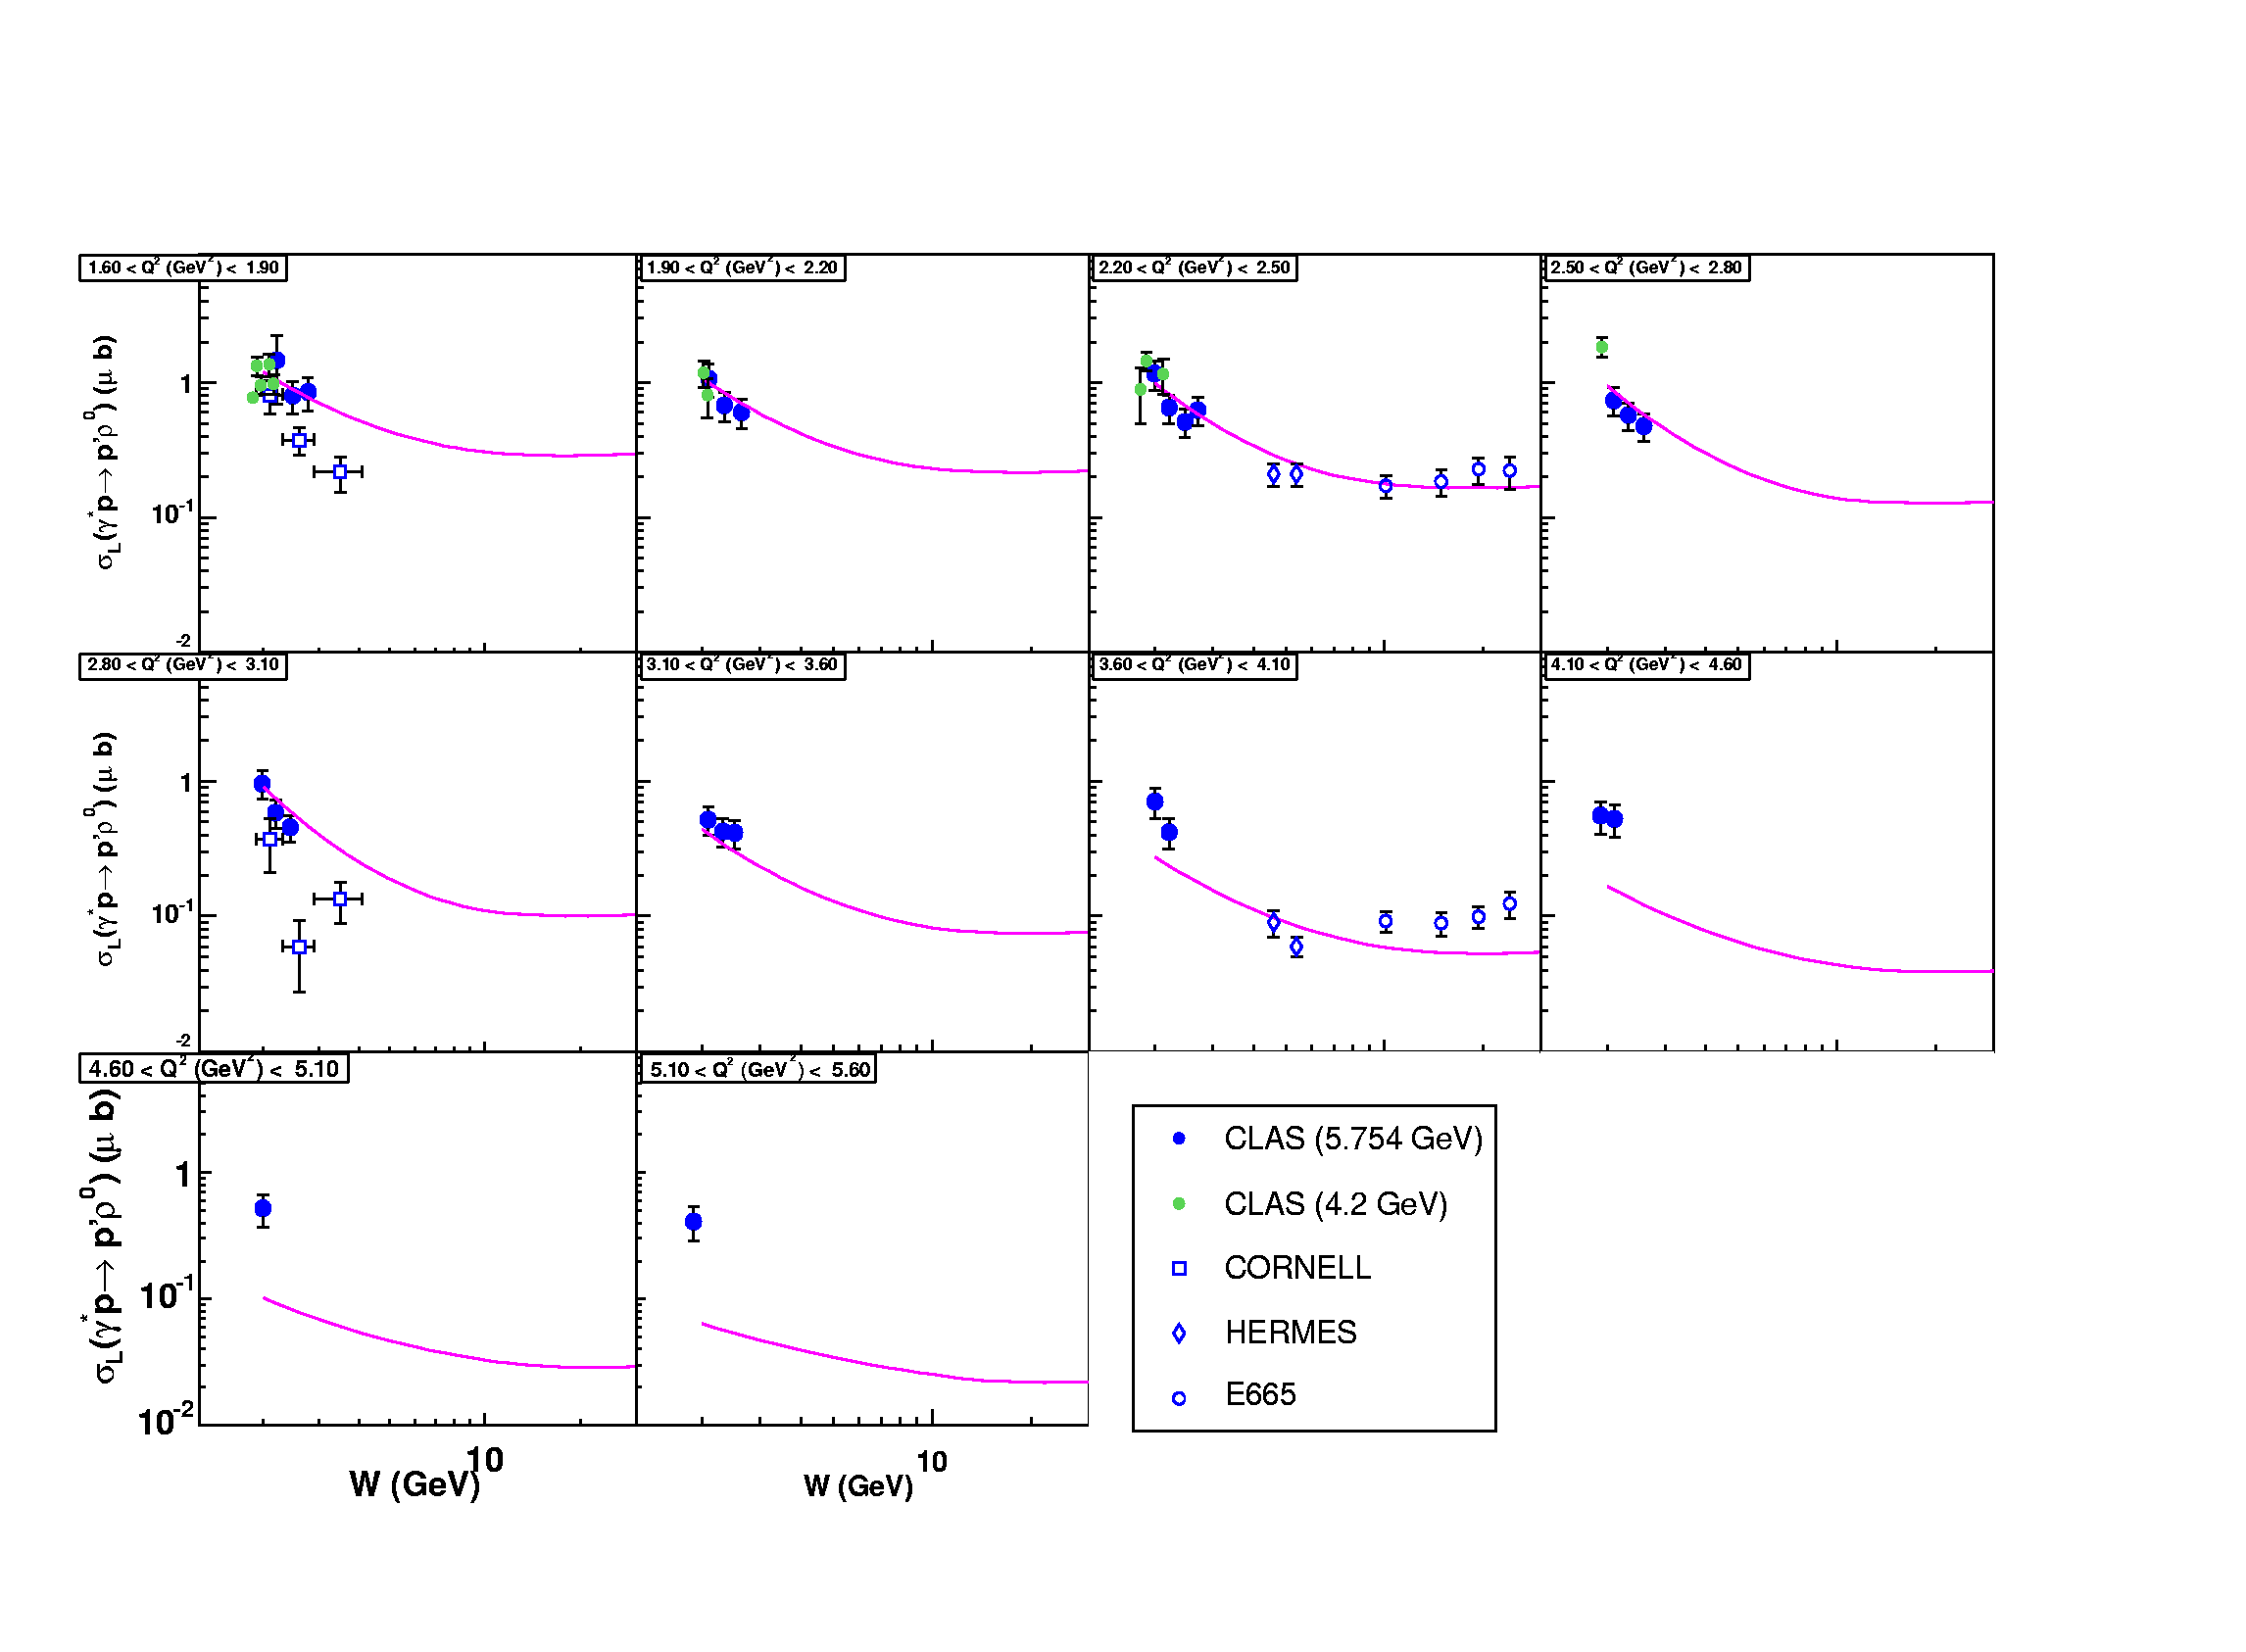 1.60 < Q² (GeV²) < 1.90
1.90 < Q² (GeV²) < 2.20
2.20 < Q² (GeV²) < 2.50
2.50 < Q² (GeV²) < 2.80
σL(γ*p→ p'ρ⁰) (μ b)
1
10⁻¹
-2
2.80 < Q² (GeV²) < 3.10
3.10 < Q² (GeV²) < 3.60
3.60 < Q² (GeV²) < 4.10
4.10 < Q² (GeV²) < 4.60
σL(γ*p→ p'ρ⁰) (μ b)
1
10⁻¹
-2
4.60 < Q² (GeV²) < 5.10
5.10 < Q² (GeV²) < 5.60
σL(γ*p→ p'ρ⁰) (μ b)
1
10⁻¹
10⁻²
10
W (GeV)
10
W (GeV)
CLAS (5.754 GeV)
CLAS (4.2 GeV)
CORNELL
HERMES
E665